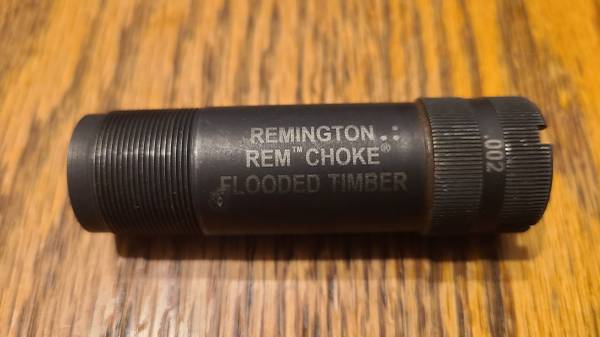 REMINGTON .:
REM™ CHOKE®
FLOODED TIMBER
.002